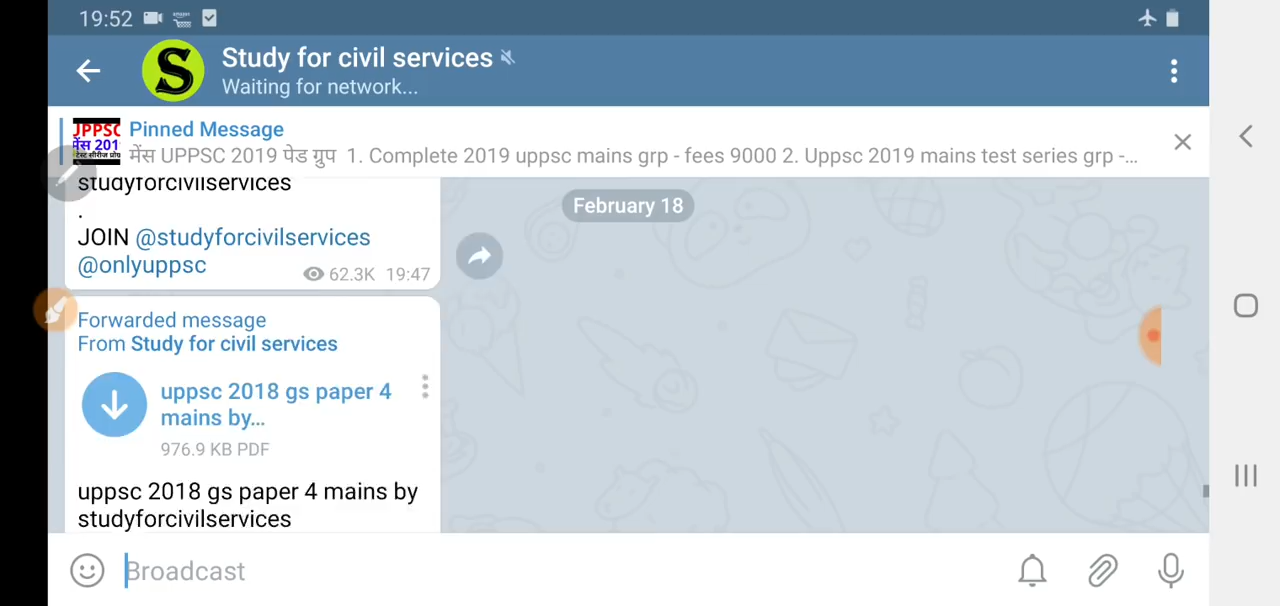 19:52
S
Study for civil services
Waiting for network...
Pinned Message
मेंस UPPSC 2019 पेड ग्रुप 1. Complete 2019 uppsc mains grp - fees 9000 2. Uppsc 2019 mains test series grp -...
studyforcivilservices
.
February 18
JOIN @studyforcivilservices
@onlyuppsc
62.3K 19:47
Forwarded message
From Study for civil services
uppsc 2018 gs paper 4
mains by...
976.9 KB PDF
uppsc 2018 gs paper 4 mains by
studyforcivilservices
Broadcast